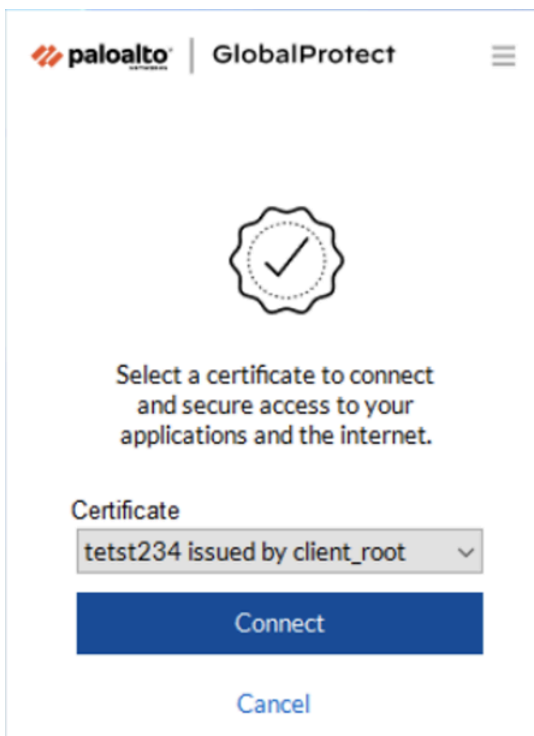 paloalto NETWORKS GlobalProtect
Select a certificate to connect
and secure access to your
applications and the internet.
Certificate
tetst234 issued by client_root
Connect
Cancel